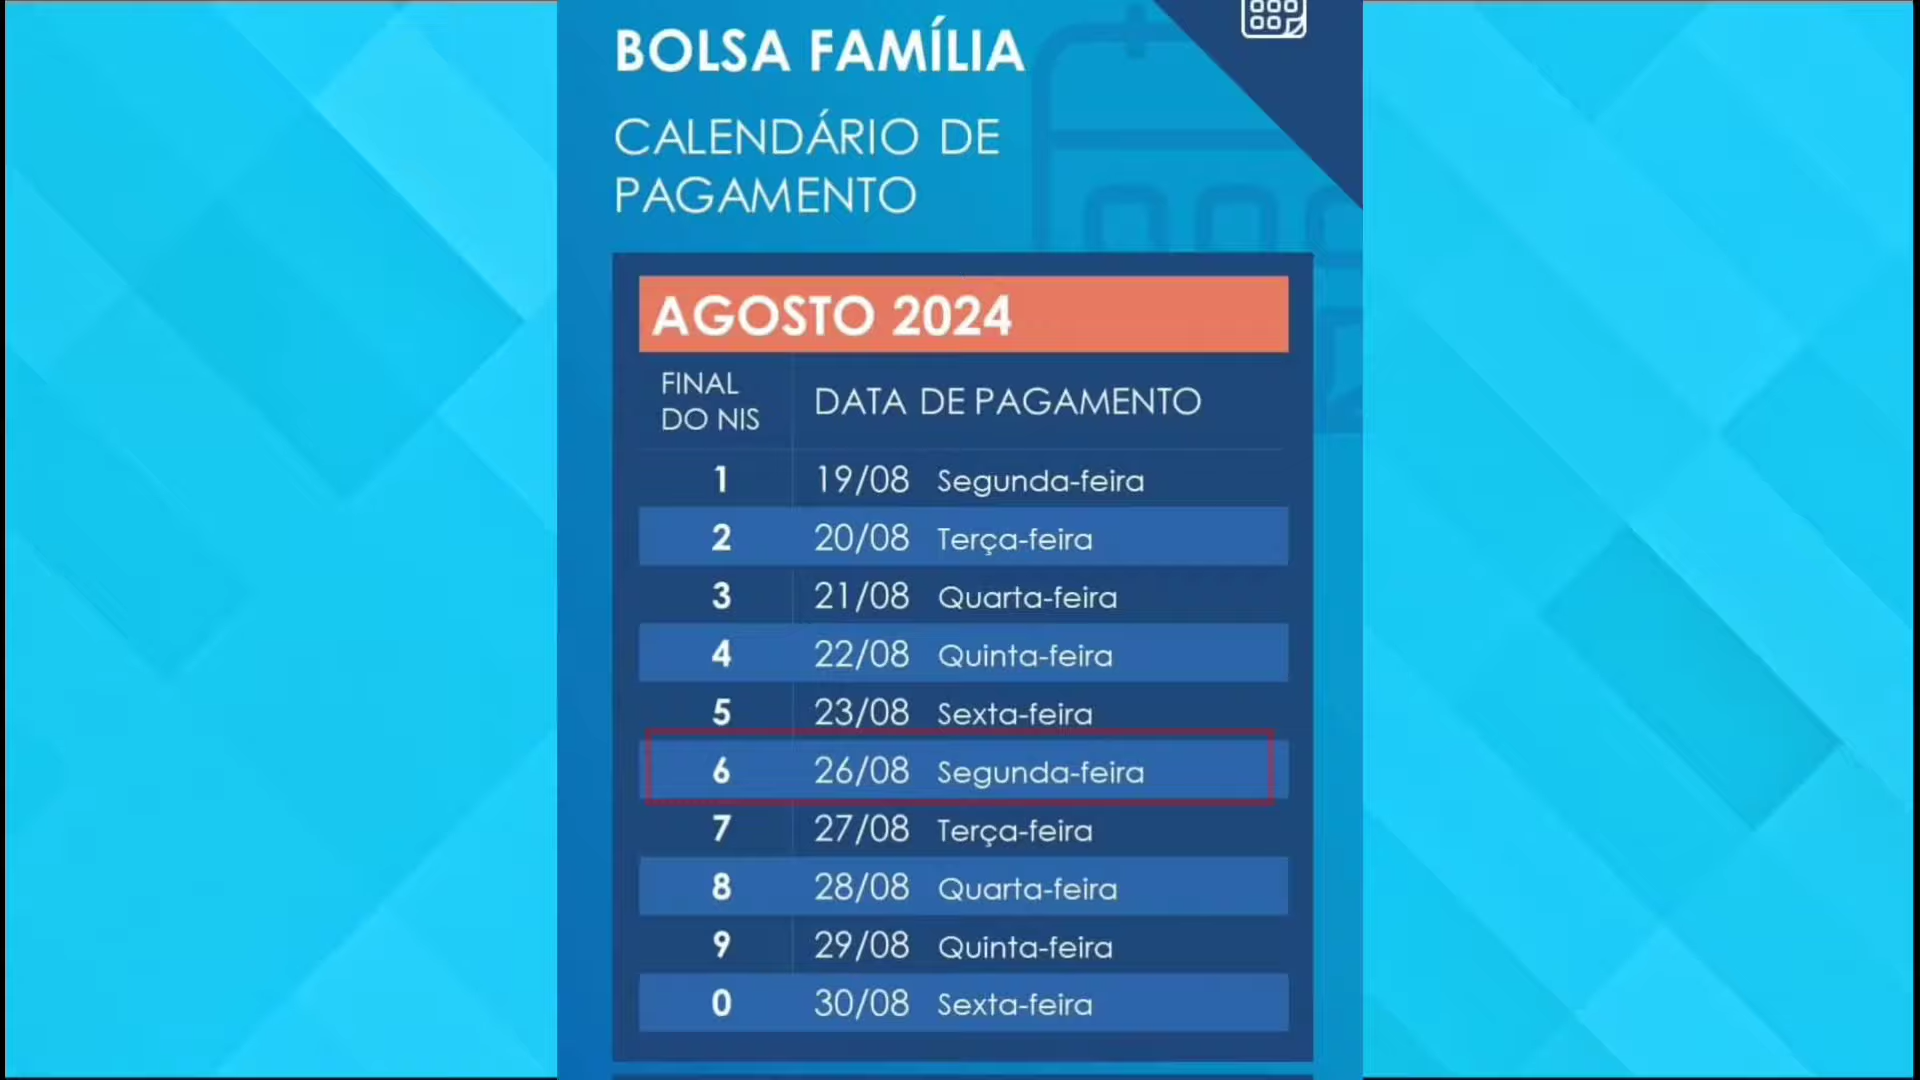 BOLSA FAMÍLIA
CALENDÁRIO DE
PAGAMENTO
AGOSTO 2024
FINAL
DO NIS
DATA DE PAGAMENTO
1 19/08 Segunda-feira
2 20/08 Terça-feira
3 21/08 Quarta-feira
4 22/08 Quinta-feira
5 23/08 Sexta-feira
6 26/08 Segunda-feira
7 27/08 Terça-feira
8 28/08 Quarta-feira
9 29/08 Quinta-feira
0 30/08 Sexta-feira